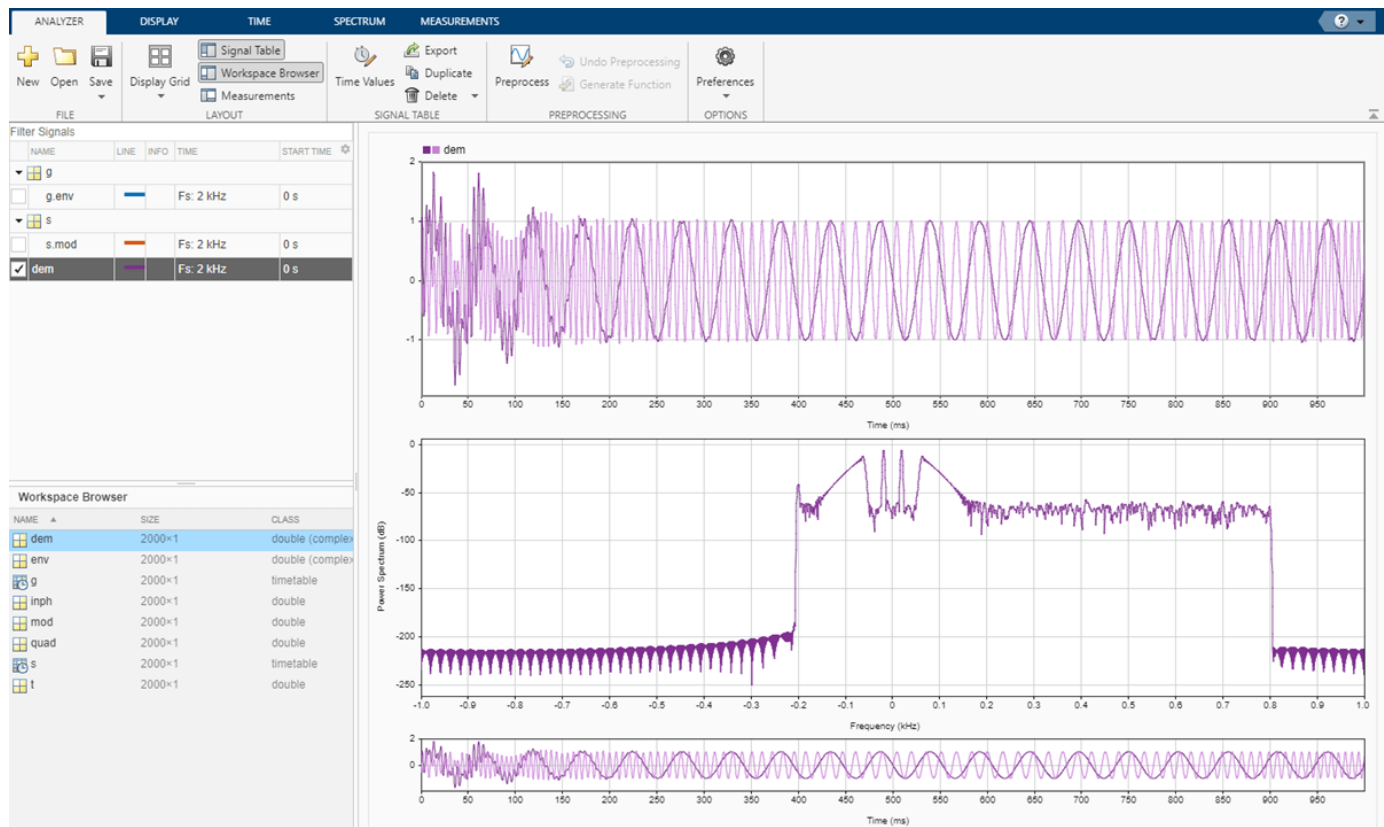 ANALYZER DISPLAY TIME SPECTRUM MEASUREMENTS ?
New Open Save Display Grid Signal Table Workspace Browser Measurements Time Values Export Duplicate Delete Preprocess Undo Preprocessing Generate Function Preferences
FILE LAYOUT SIGNAL TABLE PREPROCESSING OPTIONS
Filter Signals
NAME LINE INFO TIME START TIME
g
g.env Fs: 2 kHz 0 s
s
s.mod Fs: 2 kHz 0 s
dem Fs: 2 kHz 0 s
Workspace Browser
NAME SIZE CLASS
dem 2000×1 double (complex
env 2000×1 double (complex
g 2000×1 timetable
inph 2000×1 double
mod 2000×1 double
quad 2000×1 double
s 2000×1 timetable
t 2000×1 double
dem
2
1
0
-1
0 50 100 150 200 250 300 350 400 450 500 550 600 650 700 750 800 850 900 950
Time (ms)
Power Spectrum (dB)
0
-50
-100
-150
-200
-250
-1.0 -0.9 -0.8 -0.7 -0.6 -0.5 -0.4 -0.3 -0.2 -0.1 0 0.1 0.2 0.3 0.4 0.5 0.6 0.7 0.8 0.9 1.0
Frequency (kHz)
2
0
0 50 100 150 200 250 300 350 400 450 500 550 600 650 700 750 800 850 900 950
Time (ms)